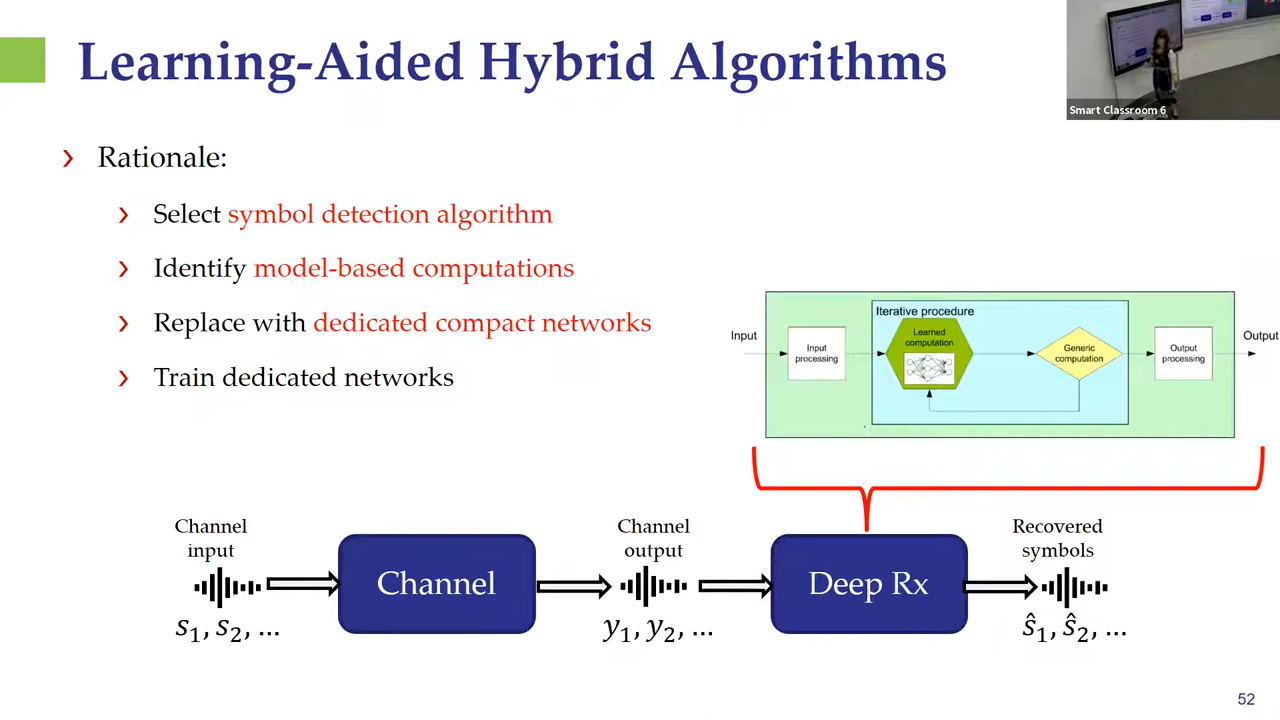 Learning-Aided Hybrid Algorithms
Smart Classroom 6
› Rationale:
› Select symbol detection algorithm
› Identify model-based computations
› Replace with dedicated compact networks
› Train dedicated networks
Iterative procedure
Input
Input
processing
Learned
computation
Generic
computation
Output
processing
Output
Channel
input
Channel
Channel
output
Deep Rx
Recovered
symbols
s₁, s₂, ...
y₁, y₂, ...
ŝ₁, ŝ₂, ...
52